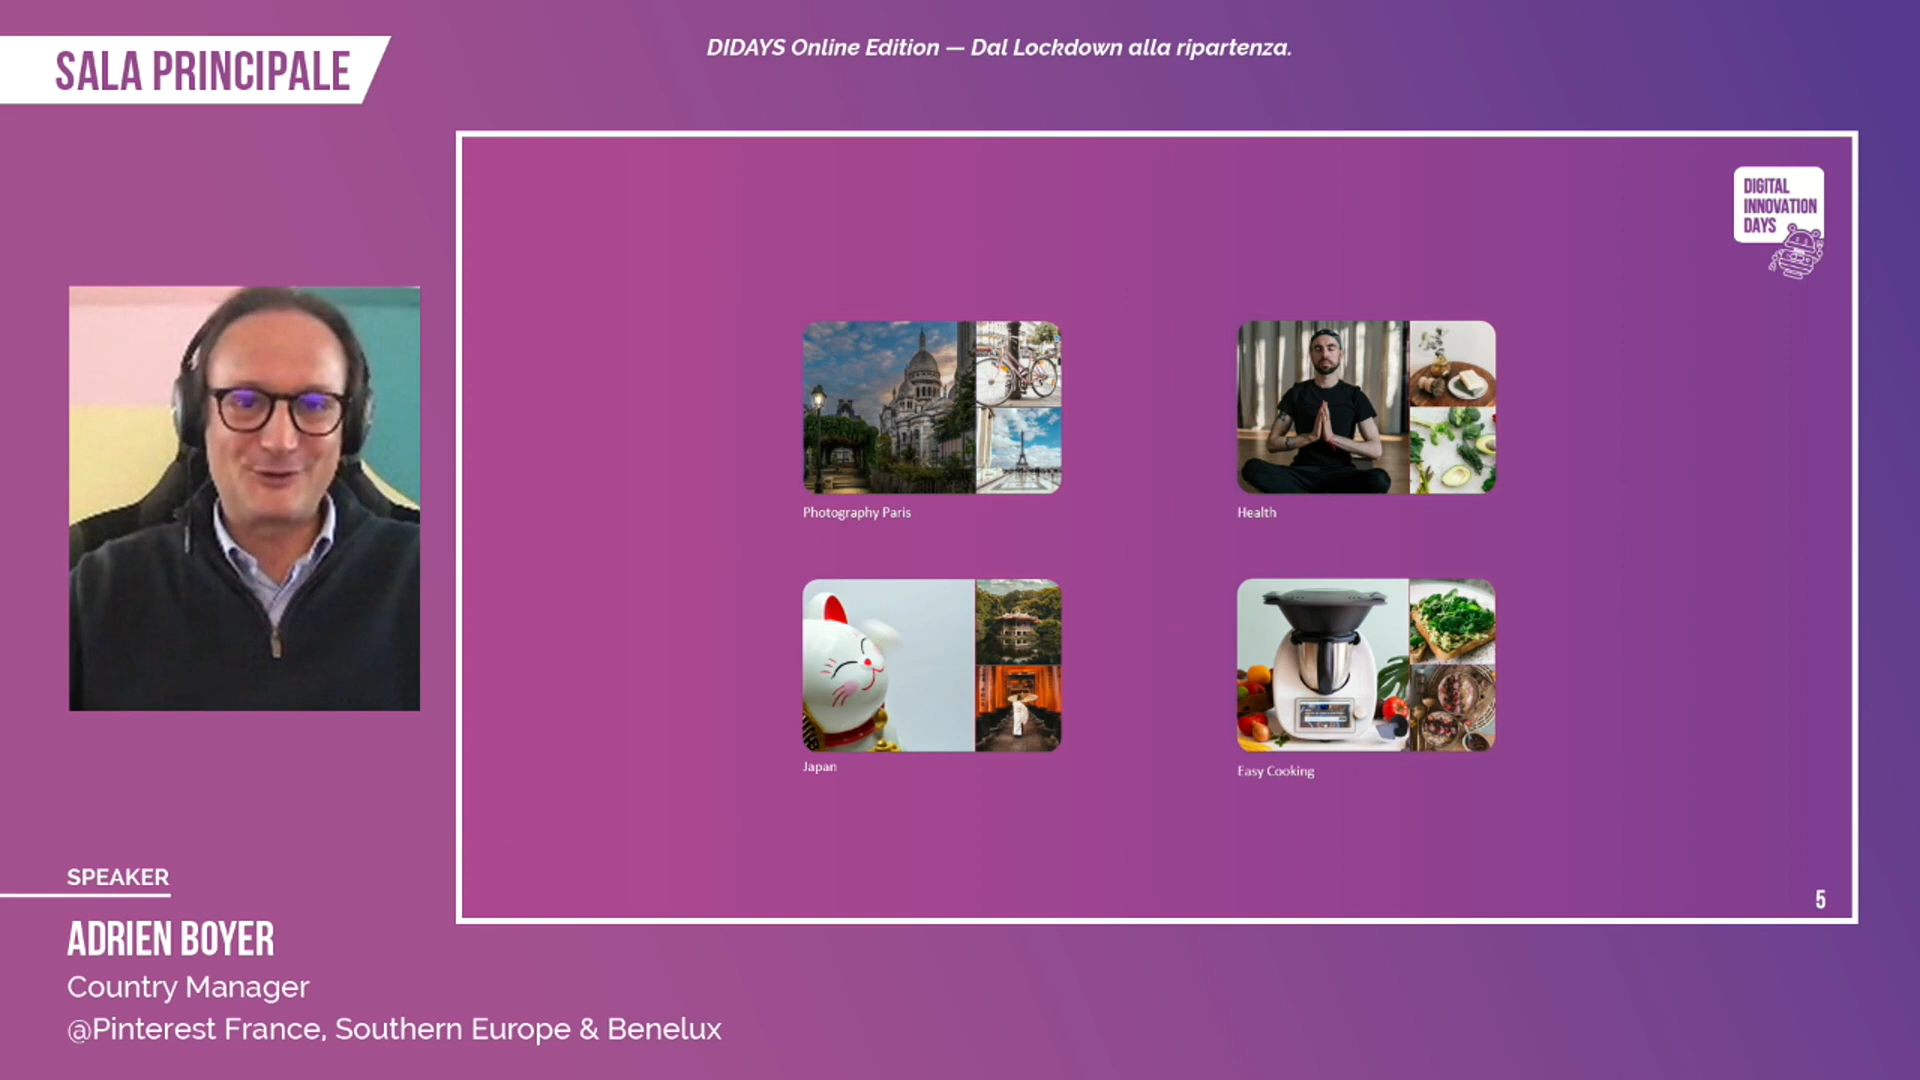 SALA PRINCIPALE
DIDAYS Online Edition — Dal Lockdown alla ripartenza.
DIGITAL
INNOVATION
DAYS
Photography Paris
Health
Japan
Easy Cooking
5
SPEAKER
ADRIEN BOYER
Country Manager
@Pinterest France, Southern Europe & Benelux